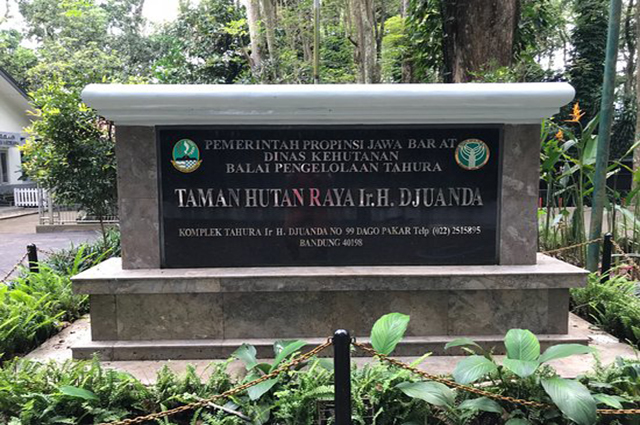 PEMERINTAH PROPINSI JAWA BARAT
DINAS KEHUTANAN
BALAI PENGELOLAAN TAHURA
TAMAN HUTAN RAYA Ir.H. DJUANDA
KOMPLEK TAHURA Ir H. DJUANDA NO 99 DAGO PAKAR Telp (022) 2515895
BANDUNG 40198